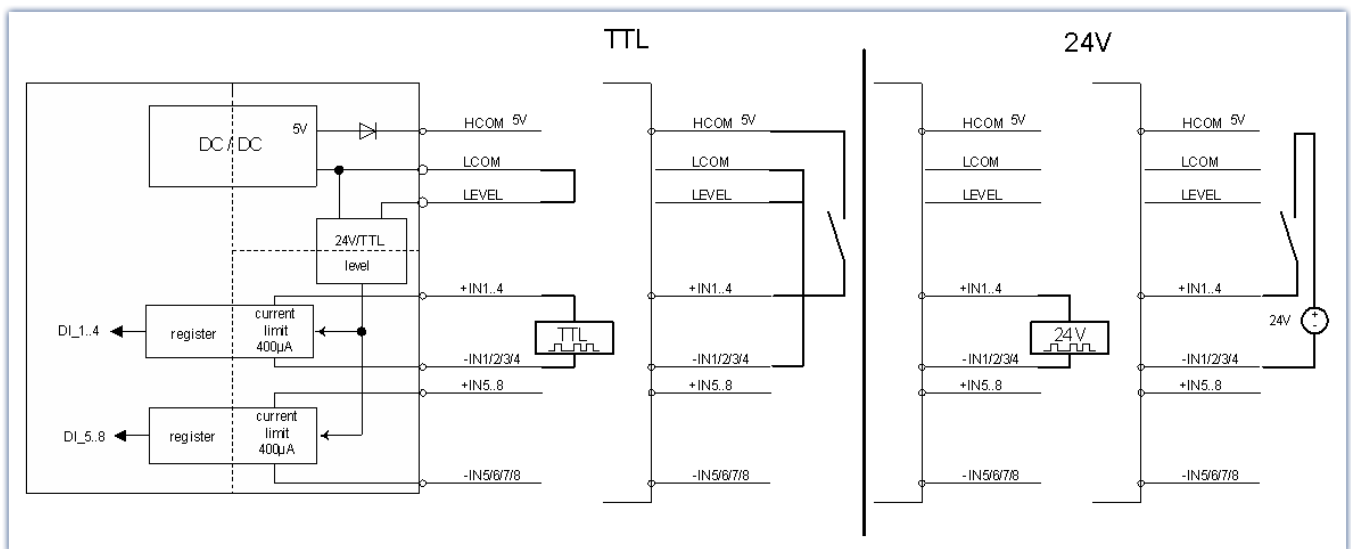 TTL
24V
5V
DC / DC
24V/TTL
level
DI_1..4
register
current
limit
400µA
DI_5..8
register
current
limit
400µA
HCOM 5V
LCOM
LEVEL
+IN1..4
TTL
-IN1/2/3/4
+IN5..8
-IN5/6/7/8
HCOM 5V
LCOM
LEVEL
+IN1..4
-IN1/2/3/4
+IN5..8
-IN5/6/7/8
HCOM 5V
LCOM
LEVEL
+IN1..4
24V
-IN1/2/3/4
+IN5..8
-IN5/6/7/8
HCOM 5V
LCOM
LEVEL
+IN1..4
24V
+
-
-IN1/2/3/4
+IN5..8
-IN5/6/7/8